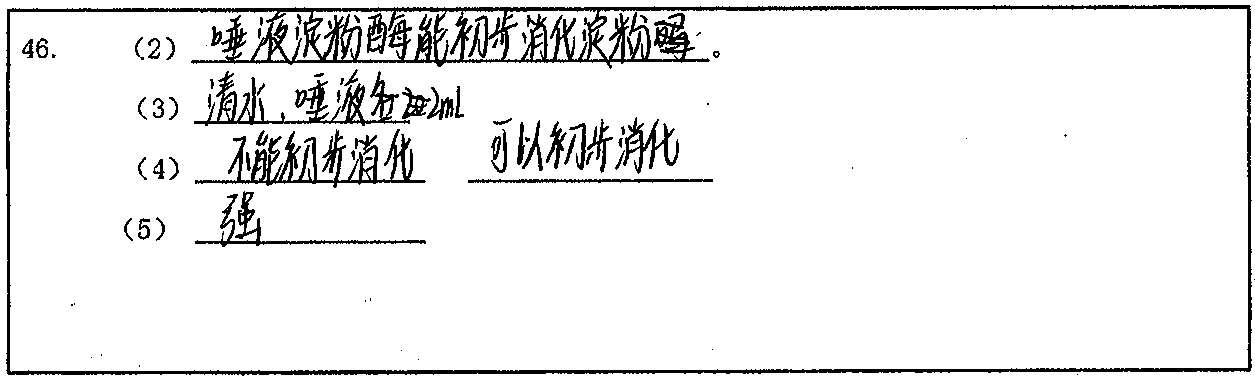 46. (2) 唾液淀粉酶能初步消化淀粉。
(3) 清水、唾液各2mL
(4) 不能初步消化 可以初步消化
(5) 强